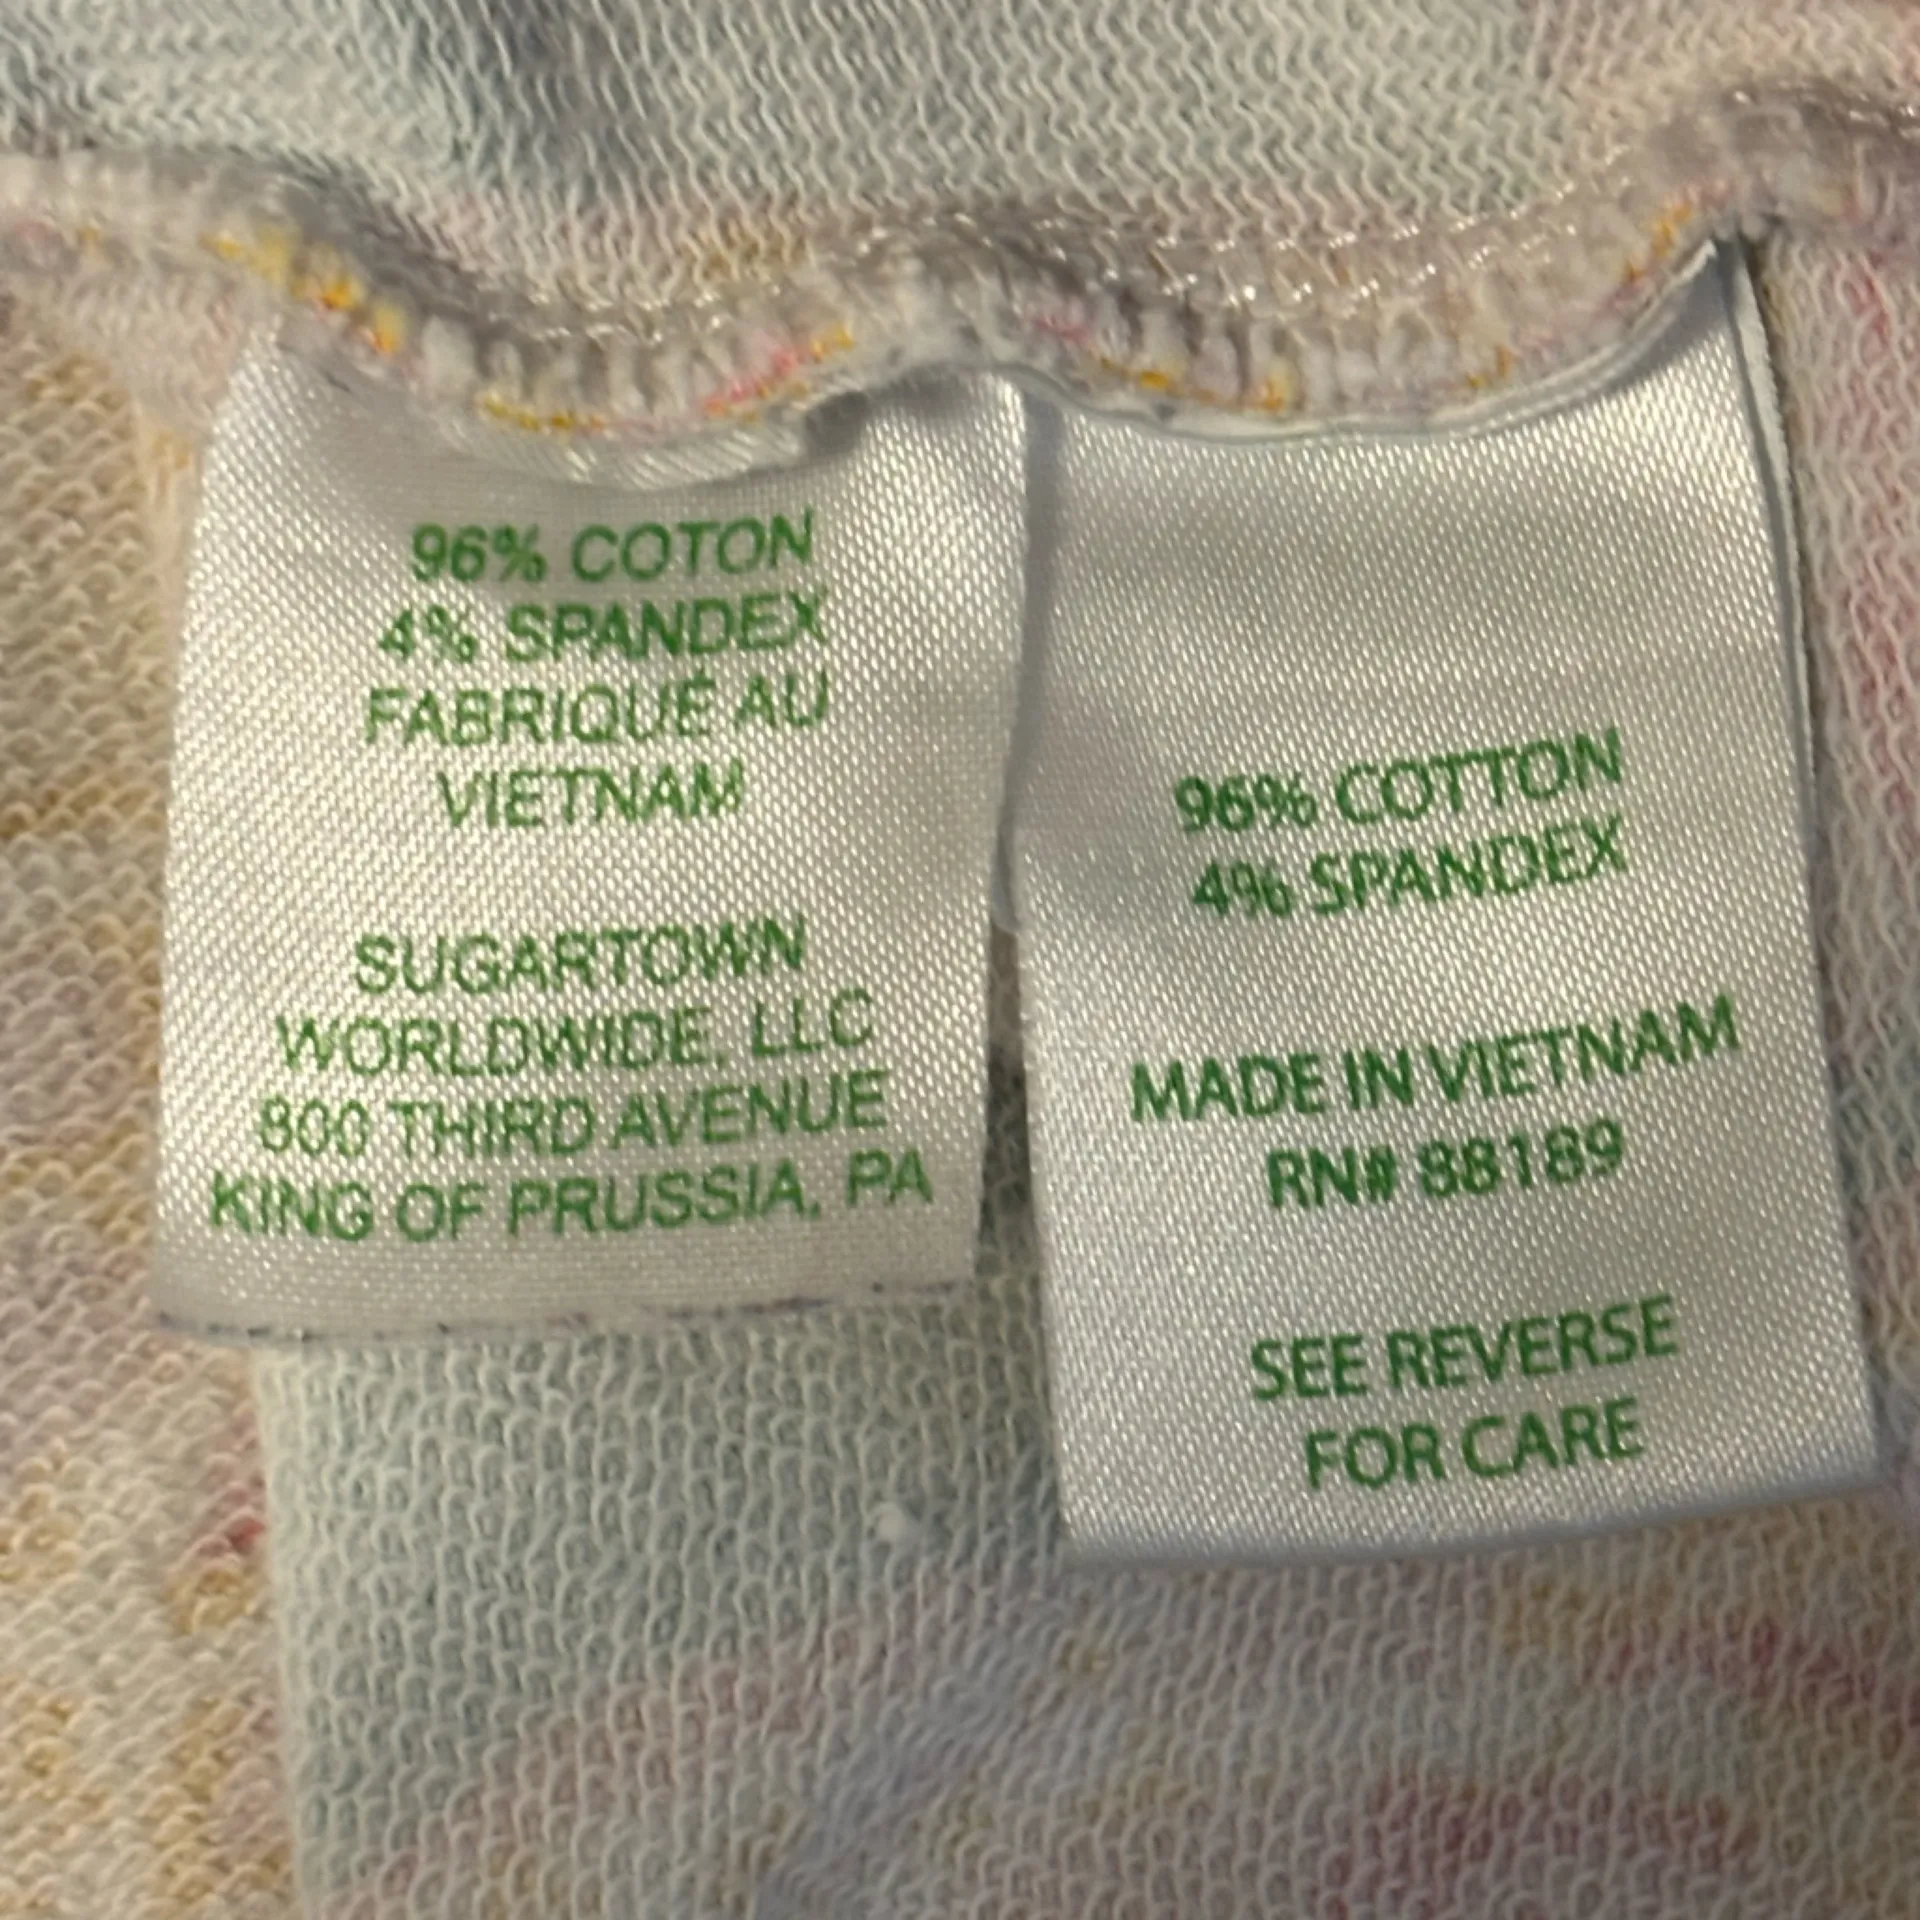 96% COTON
4% SPANDEX
FABRIQUÉ AU
VIETNAM
SUGARTOWN
WORLDWIDE, LLC
800 THIRD AVENUE
KING OF PRUSSIA, PA
96% COTTON
4% SPANDEX
MADE IN VIETNAM
RN# 88189
SEE REVERSE
FOR CARE